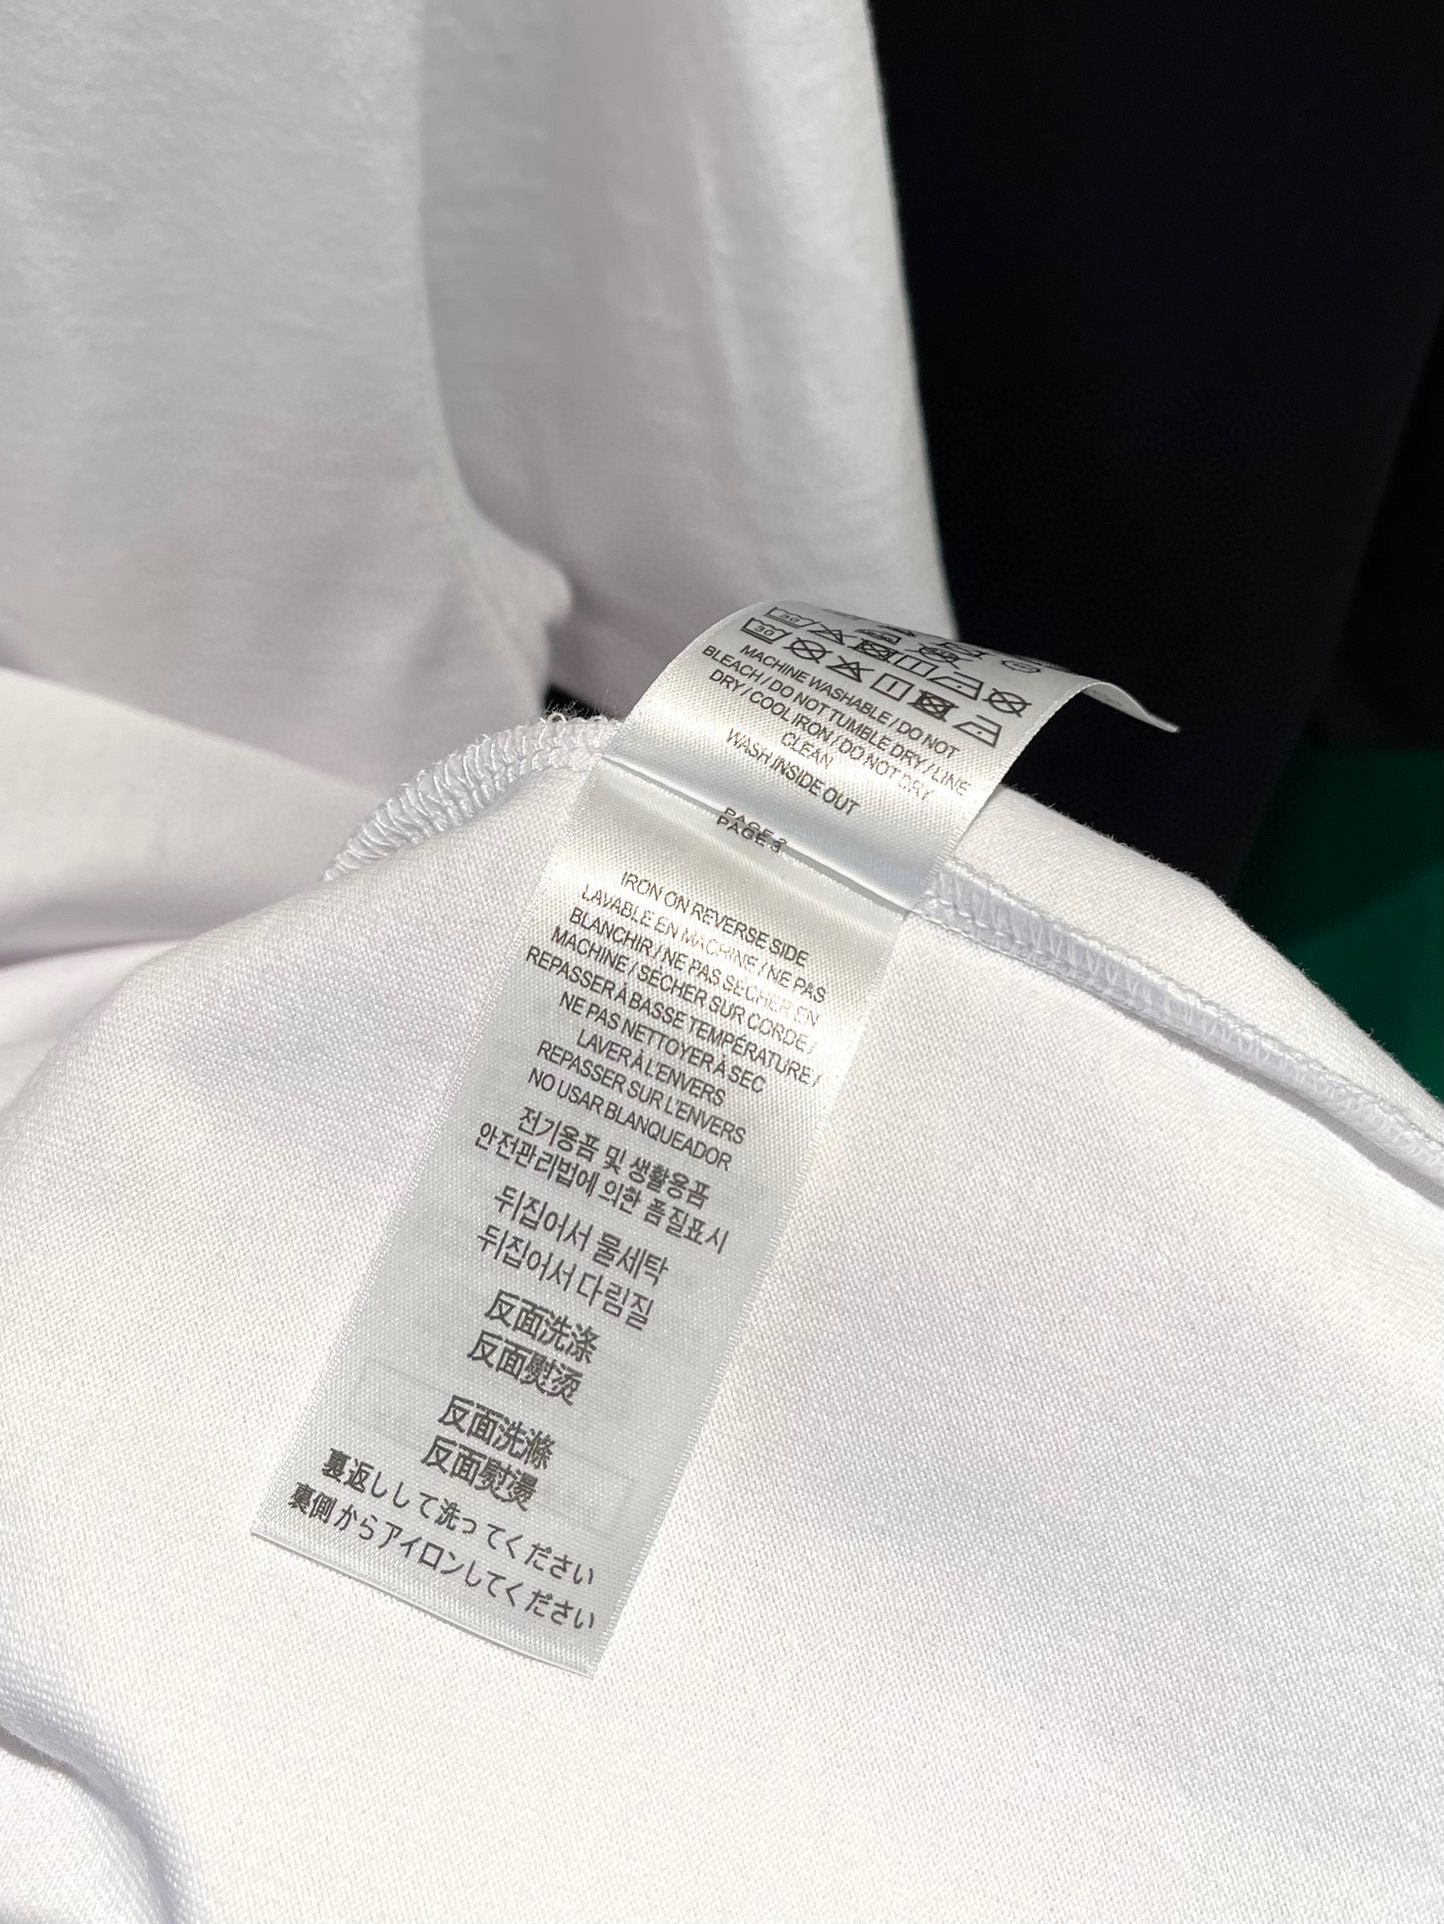 30
30
MACHINE WASHABLE / DO NOT
BLEACH / DO NOT TUMBLE DRY / LINE
DRY / COOL IRON / DO NOT DRY
CLEAN
WASH INSIDE OUT
PAGE 2
PAGE 3
IRON ON REVERSE SIDE
LAVABLE EN MACHINE / NE PAS
BLANCHIR / NE PAS SÉCHER EN
MACHINE / SÉCHER SUR CORDE /
REPASSER À BASSE TEMPÉRATURE /
NE PAS NETTOYER À SEC
LAVER À L'ENVERS
REPASSER SUR L'ENVERS
NO USAR BLANQUEADOR
전기용품 및 생활용품
안전관리법에 의한 품질표시
뒤집어서 물세탁
뒤집어서 다림질
反面洗涤
反面熨烫
反面洗滌
反面熨燙
裏返しして洗ってください
裏側からアイロンしてください